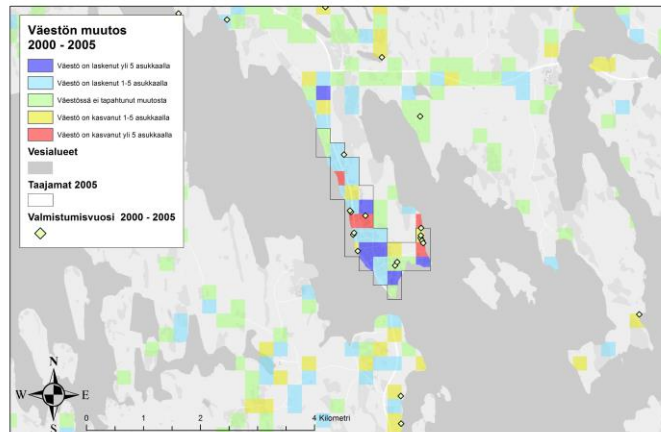 Väestön muutos
2000 - 2005
Väestö on laskenut yli 5 asukkaalla
Väestö on laskenut 1-5 asukkaalla
Väestössä ei tapahtunut muutosta
Väestö on kasvanut 1-5 asukkaalla
Väestö on kasvanut yli 5 asukkaalla
Vesialueet
Taajamat 2005
Valmistumisvuosi 2000 - 2005
N
W E
S
0 1 2 4 Kilometri